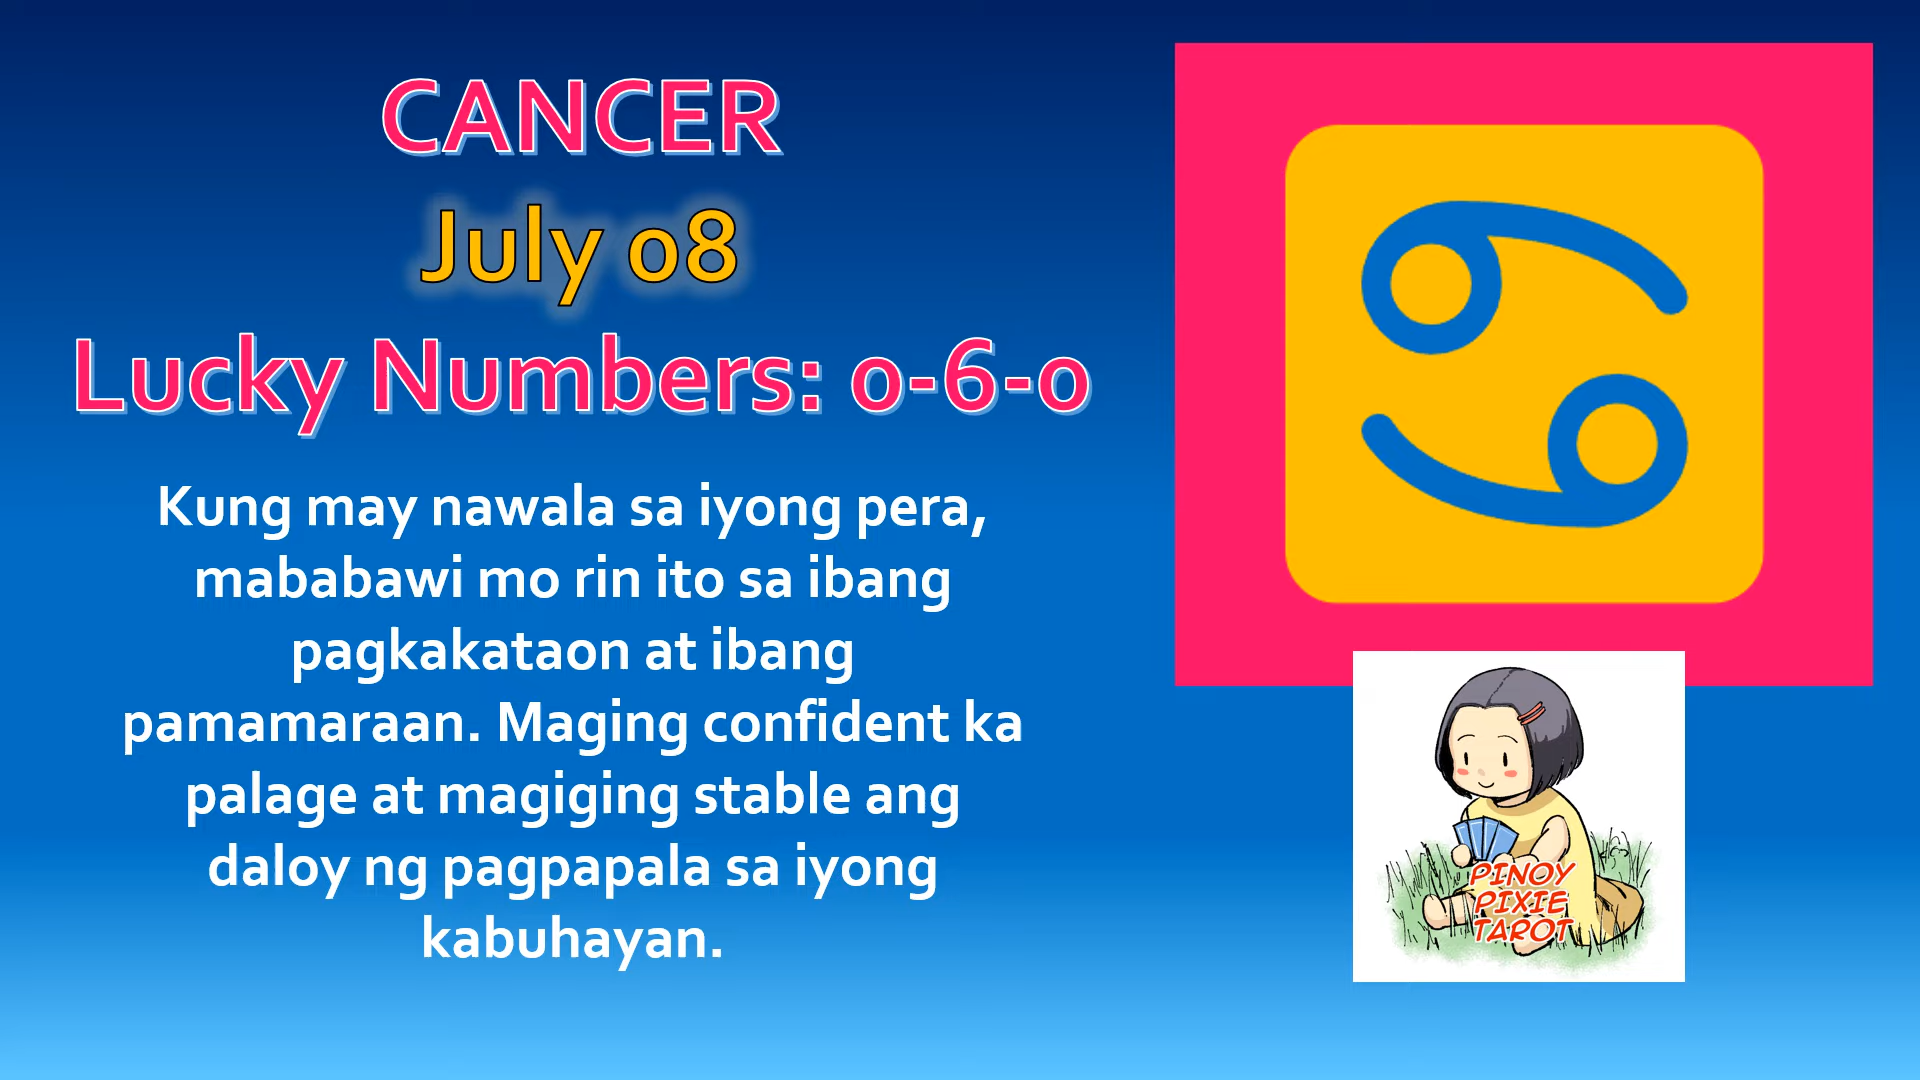 CANCER
July 08
Lucky Numbers: 0-6-0
Kung may nawala sa iyong pera,
mababawi mo rin ito sa ibang
pagkakataon at ibang
pamamaraan. Maging confident ka
palage at magiging stable ang
daloy ng pagpapala sa iyong
kabuhayan.
PINOY
PIXIE
TAROT